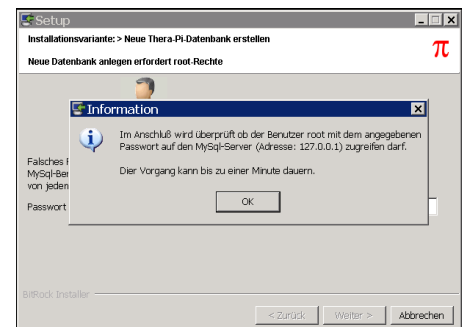 Setup
Installationsvariante: > Neue Thera-Pi-Datenbank erstellen
Neue Datenbank anlegen erfordert root-Rechte
π
Information
Im Anschluß wird überprüft ob der Benutzer root mit dem angegebenen
Passwort auf den MySql-Server (Adresse: 127.0.0.1) zugreifen darf.
Dier Vorgang kann bis zu einer Minute dauern.
OK
Falsches
MySql-Ber
von jeden
Passwort
BitRock Installer
< Zurück
Weiter >
Abbrechen